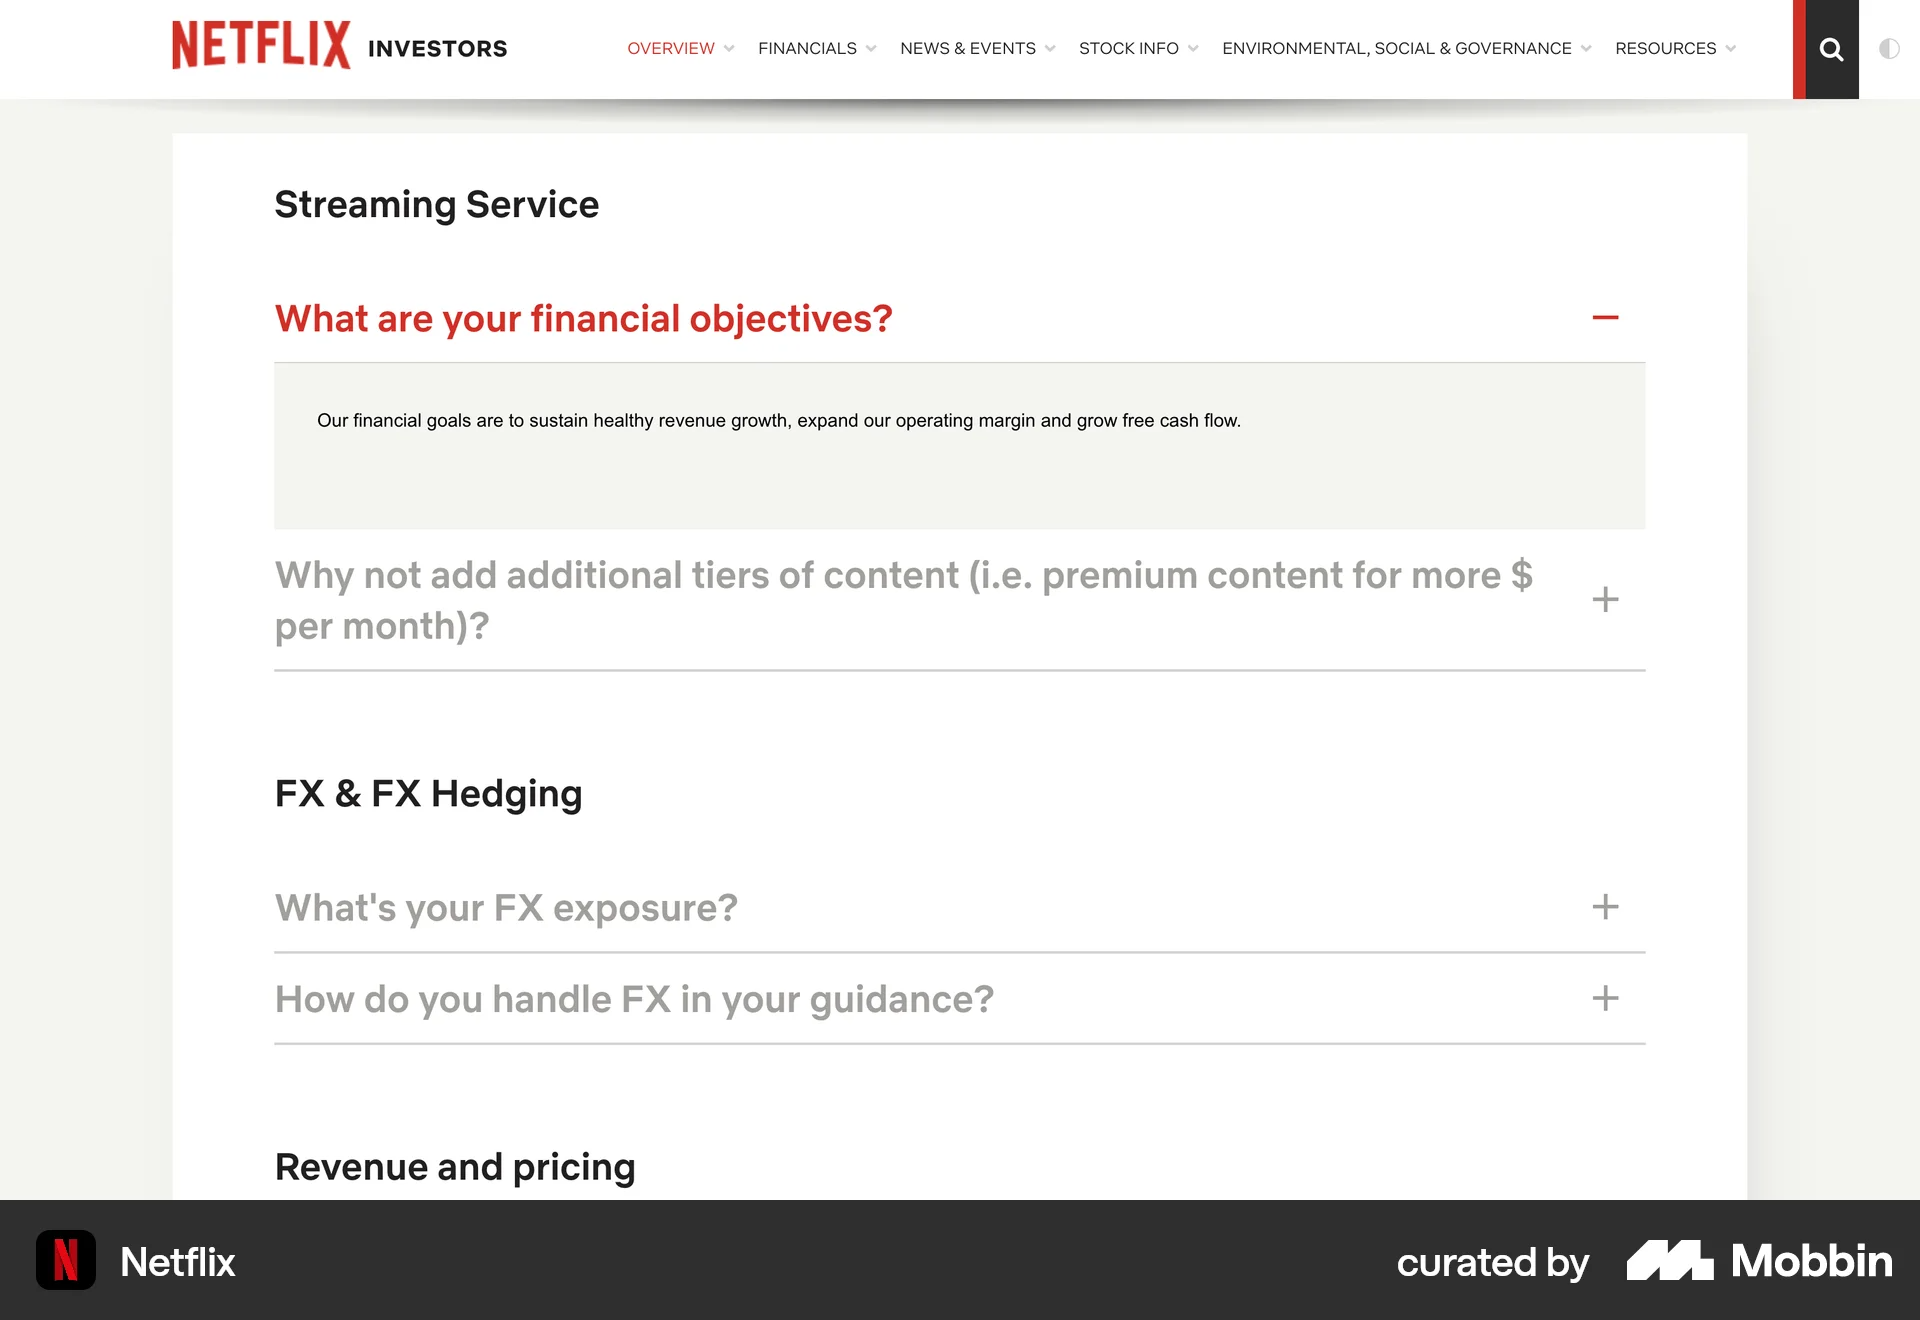 NETFLIX INVESTORS
OVERVIEW FINANCIALS NEWS & EVENTS STOCK INFO ENVIRONMENTAL, SOCIAL & GOVERNANCE RESOURCES
Streaming Service
What are your financial objectives?
Our financial goals are to sustain healthy revenue growth, expand our operating margin and grow free cash flow.
Why not add additional tiers of content (i.e. premium content for more $
per month)?
FX & FX Hedging
What's your FX exposure?
How do you handle FX in your guidance?
Revenue and pricing
N Netflix
curated by Mobbin